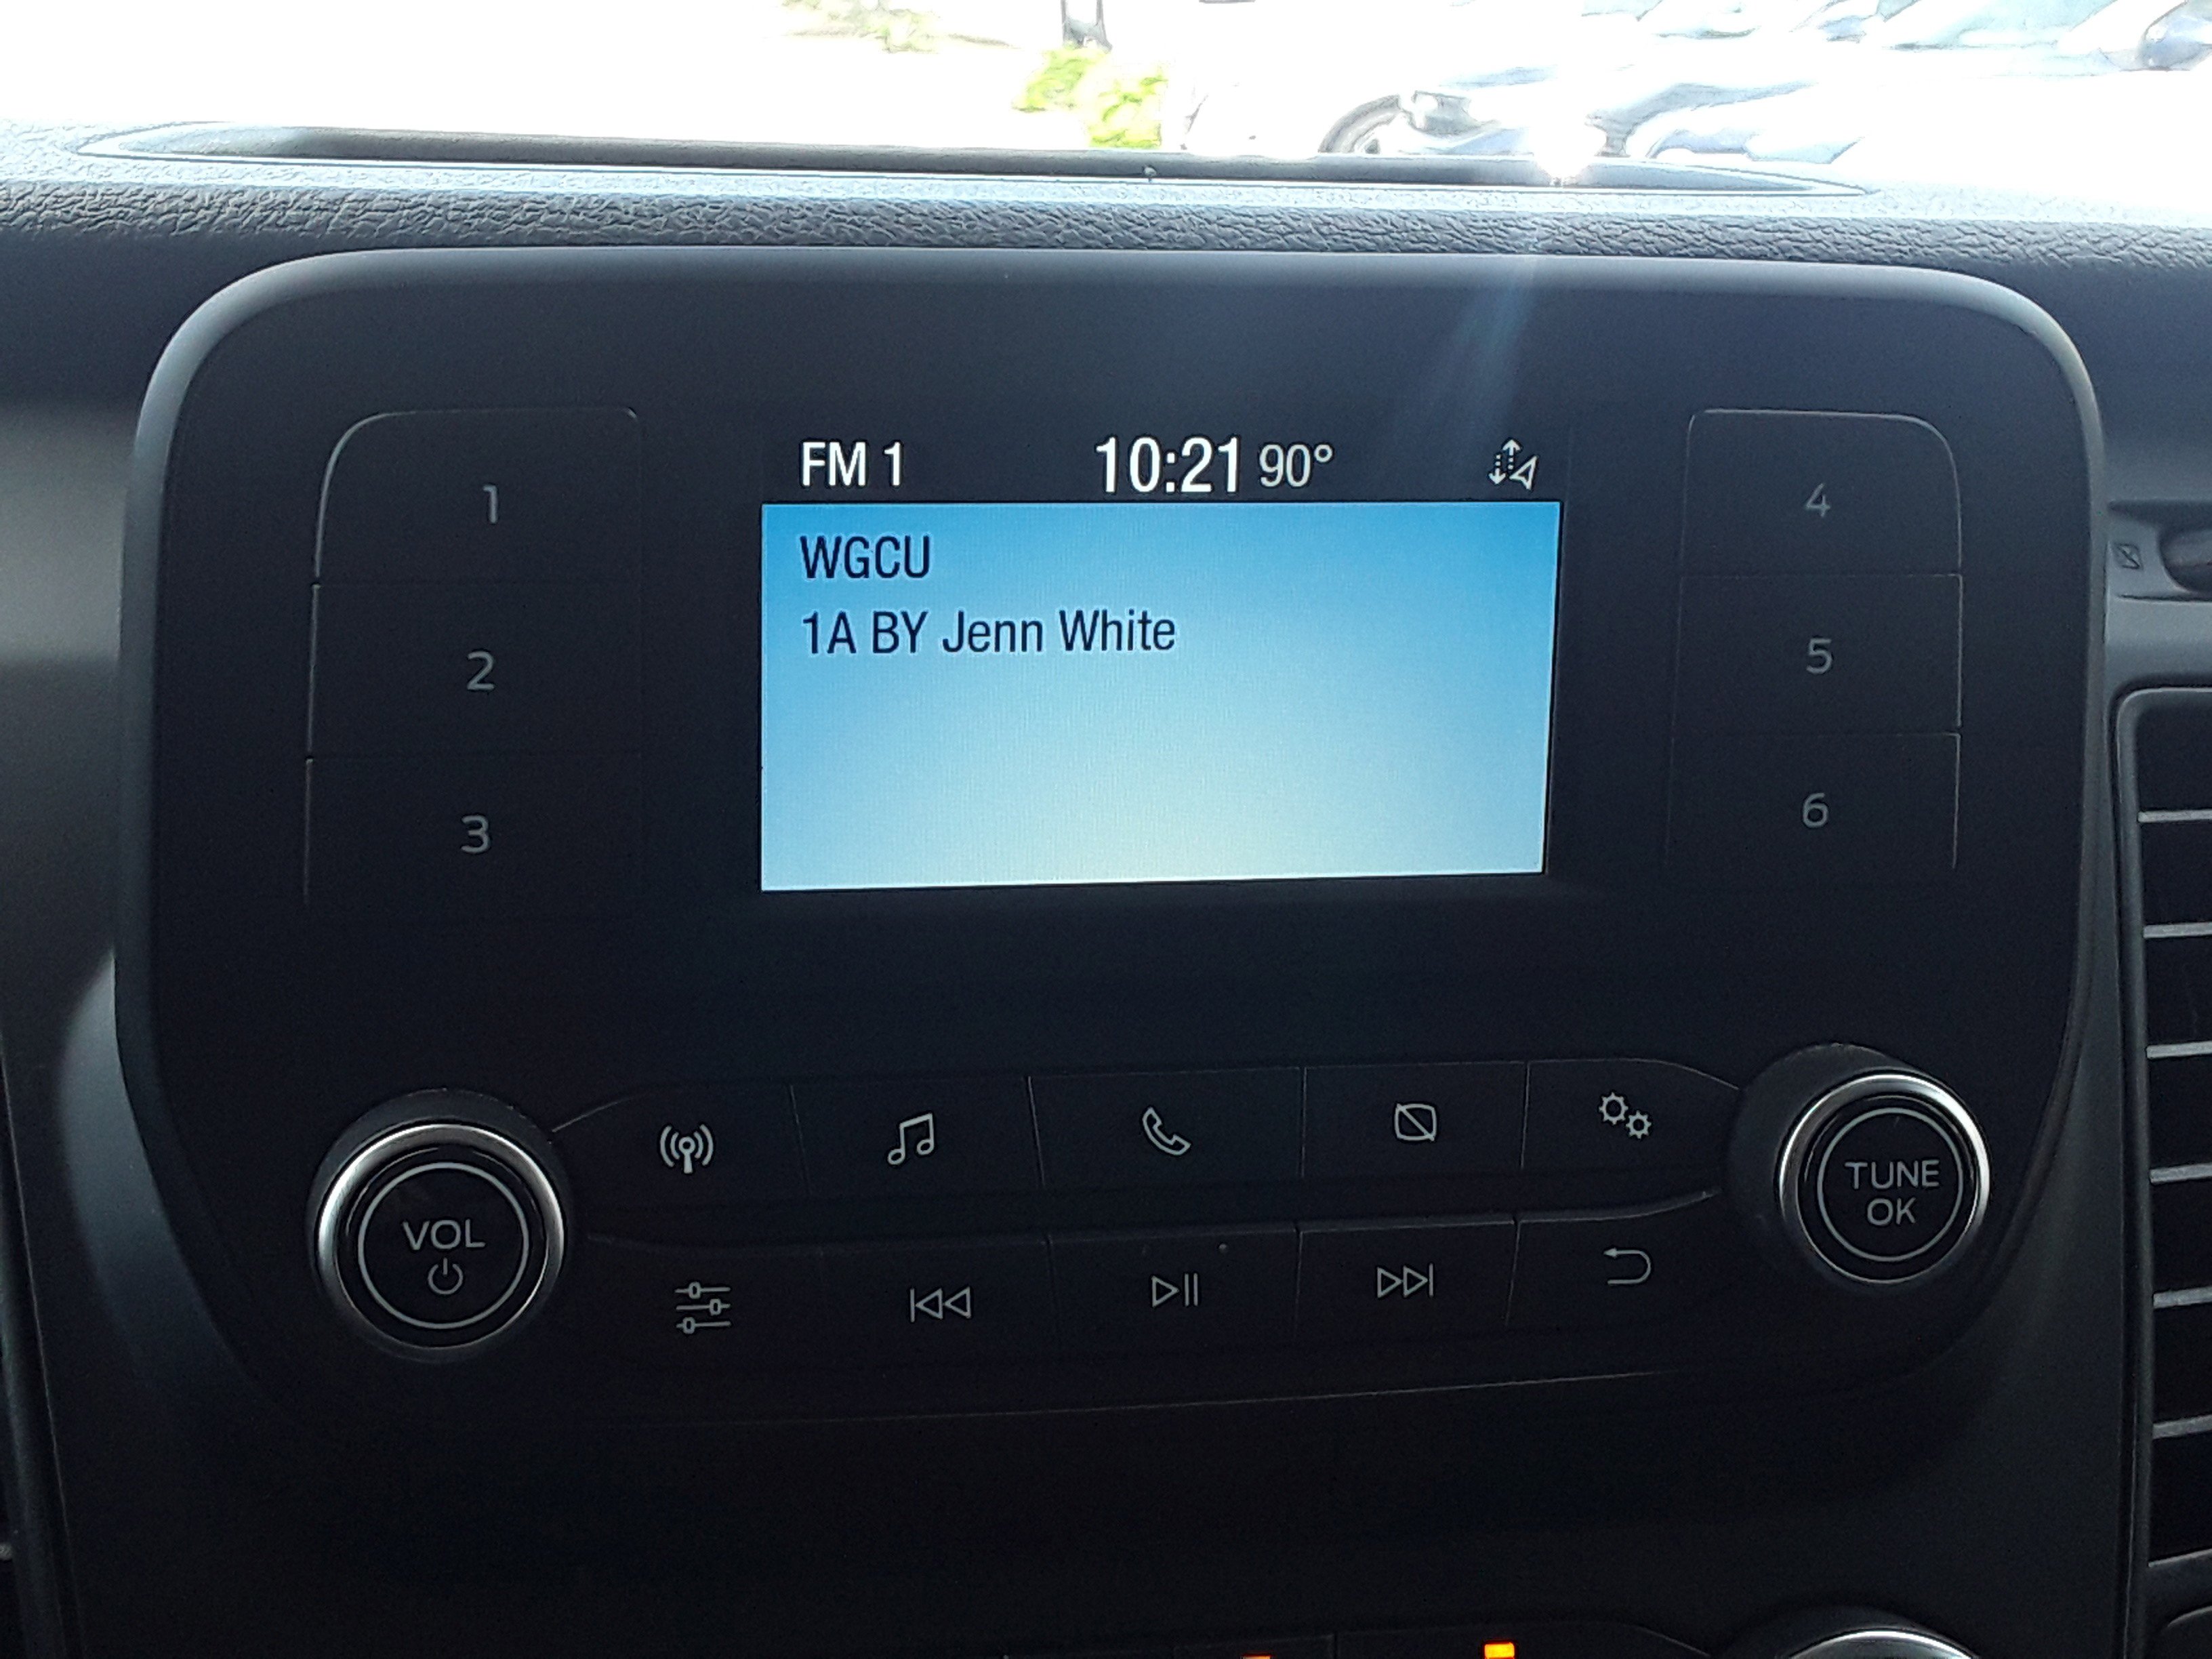 FM 1 10:21 90°
WGCU
1A BY Jenn White
1
2
3
4
5
6
VOL
TUNE
OK